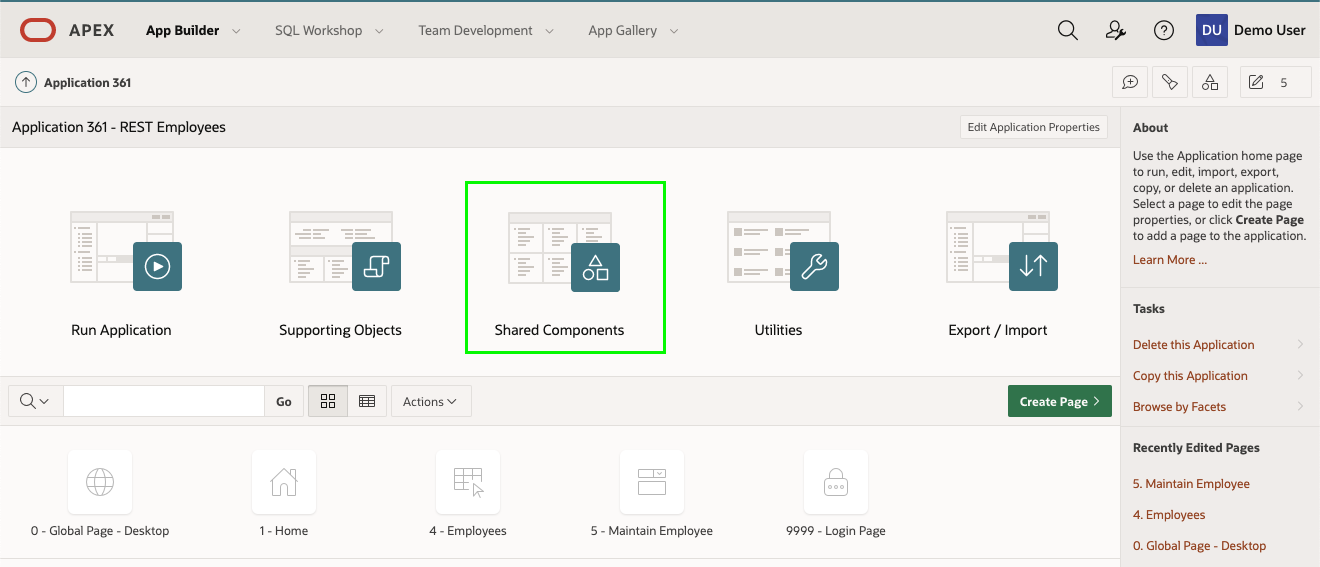 APEX
App Builder
SQL Workshop
Team Development
App Gallery
DU
Demo User
Application 361
5
Application 361 - REST Employees
Edit Application Properties
Run Application
Supporting Objects
Shared Components
Utilities
Export / Import
Go
Actions
Create Page
0 - Global Page - Desktop
1 - Home
4 - Employees
5 - Maintain Employee
9999 - Login Page
About
Use the Application home page
to run, edit, import, export,
copy, or delete an application.
Select a page to edit the page
properties, or click Create Page
to add a page to the application.
Learn More ...
Tasks
Delete this Application
Copy this Application
Browse by Facets
Recently Edited Pages
5. Maintain Employee
4. Employees
0. Global Page - Desktop